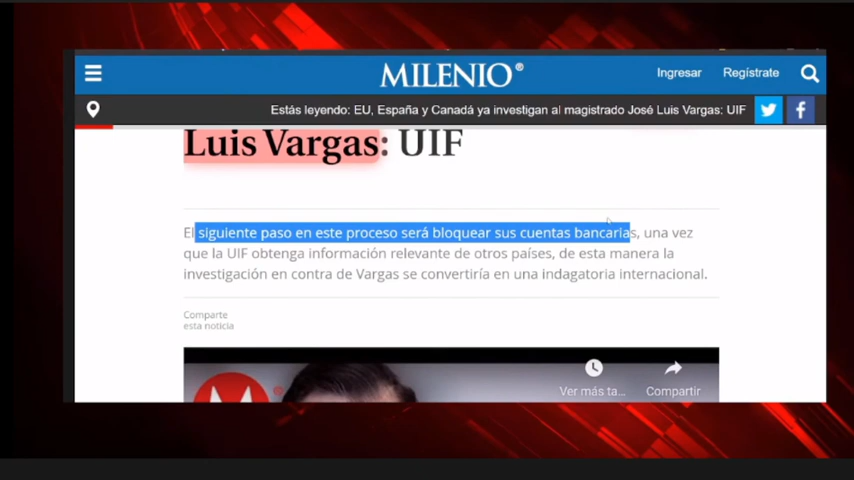 MILENIO®
Ingresar
Regístrate
Estás leyendo: EU, España y Canadá ya investigan al magistrado José Luis Vargas: UIF
Luis Vargas: UIF
El siguiente paso en este proceso será bloquear sus cuentas bancarias, una vez
que la UIF obtenga información relevante de otros países, de esta manera la
investigación en contra de Vargas se convertiría en una indagatoria internacional.
Comparte
esta noticia
Ver más ta...
Compartir